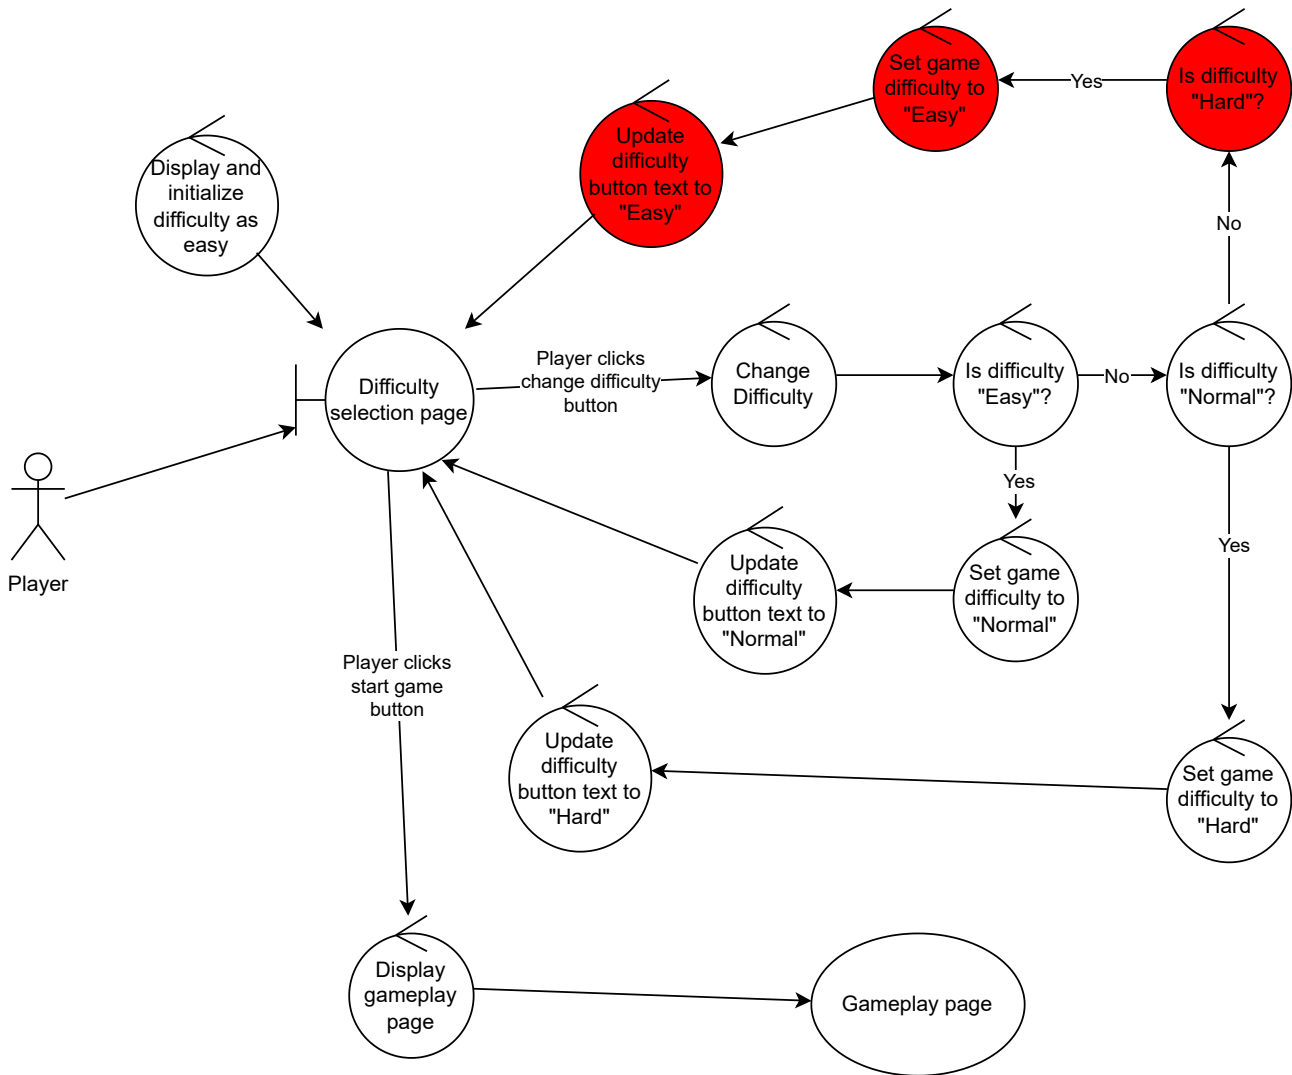 Set game
difficulty to
"Easy"
Yes
Is difficulty
"Hard"?
Update
difficulty
button text to
"Easy"
Display and
initialize
difficulty as
easy
No
Difficulty
selection page
Player clicks
change difficulty
button
Change
Difficulty
Is difficulty
"Easy"?
No
Is difficulty
"Normal"?
Yes
Player
Update
difficulty
button text to
"Normal"
Set game
difficulty to
"Normal"
Yes
Player clicks
start game
button
Update
difficulty
button text to
"Hard"
Set game
difficulty to
"Hard"
Display
gameplay
page
Gameplay page